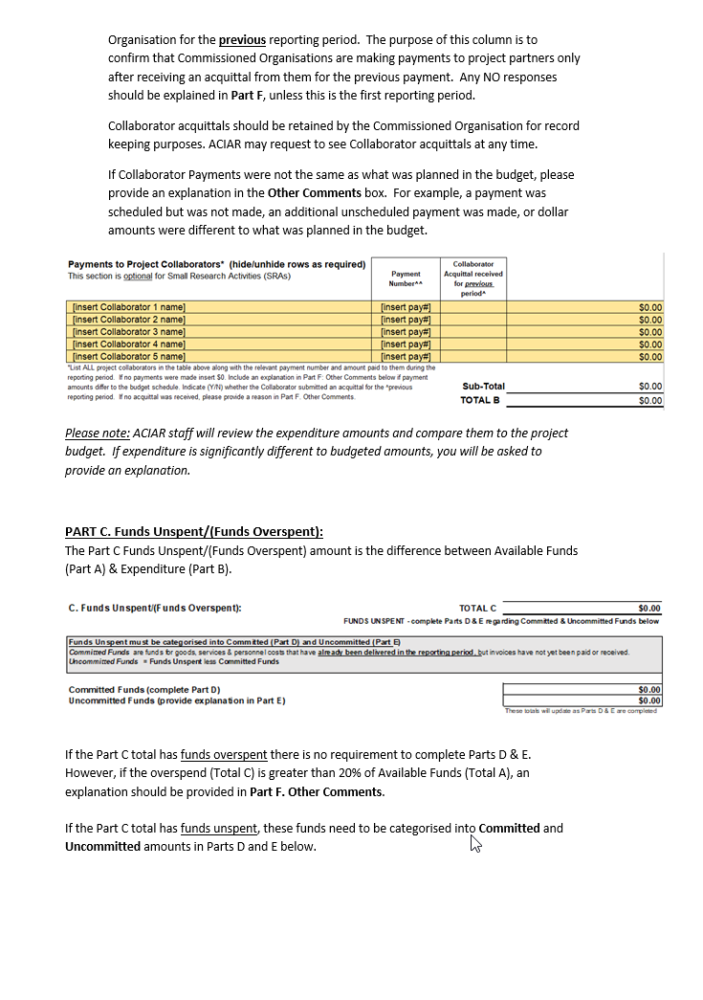 Organisation for the previous reporting period. The purpose of this column is to
confirm that Commissioned Organisations are making payments to project partners only
after receiving an acquittal from them for the previous payment. Any NO responses
should be explained in Part F, unless this is the first reporting period.
Collaborator acquittals should be retained by the Commissioned Organisation for record
keeping purposes. ACIAR may request to see Collaborator acquittals at any time.
If Collaborator Payments were not the same as what was planned in the budget, please
provide an explanation in the Other Comments box. For example, a payment was
scheduled but was not made, an additional unscheduled payment was made, or dollar
amounts were different to what was planned in the budget.
Payments to Project Collaborators* (hide/unhide rows as required)
This section is optional for Small Research Activities (SRAs)
Payment
Number^^
Collaborator
Acquittal received
for previous
period^
[insert Collaborator 1 name] [insert pay#] $0.00
[insert Collaborator 2 name] [insert pay#] $0.00
[insert Collaborator 3 name] [insert pay#] $0.00
[insert Collaborator 4 name] [insert pay#] $0.00
[insert Collaborator 5 name] [insert pay#] $0.00
*List ALL project collaborators in the table above along with the relevant payment number and amount paid to them during the
reporting period. If no payments were made insert $0. Include an explanation in Part F: Other Comments below if payment
amounts differ to the budget schedule. Indicate (Y/N) whether the Collaborator submitted an acquittal for the ^previous
reporting period. If no acquittal was received, please provide a reason in Part F. Other Comments.
Sub-Total $0.00
TOTAL B $0.00
Please note: ACIAR staff will review the expenditure amounts and compare them to the project
budget. If expenditure is significantly different to budgeted amounts, you will be asked to
provide an explanation.
PART C. Funds Unspent/(Funds Overspent):
The Part C Funds Unspent/(Funds Overspent) amount is the difference between Available Funds
(Part A) & Expenditure (Part B).
C. Funds Unspent/(Funds Overspent): TOTAL C $0.00
FUNDS UNSPENT - complete Parts D & E regarding Committed & Uncommitted Funds below
Funds Unspent must be categorised into Committed (Part D) and Uncommitted (Part E)
Committed Funds are funds for goods, services & personnel costs that have already been delivered in the reporting period, but invoices have not yet been paid or received.
Uncommitted Funds = Funds Unspent less Committed Funds
Committed Funds (complete Part D) $0.00
Uncommitted Funds (provide explanation in Part E) $0.00
These totals will update as Parts D & E are completed
If the Part C total has funds overspent there is no requirement to complete Parts D & E.
However, if the overspend (Total C) is greater than 20% of Available Funds (Total A), an
explanation should be provided in Part F. Other Comments.
If the Part C total has funds unspent, these funds need to be categorised into Committed and
Uncommitted amounts in Parts D and E below.